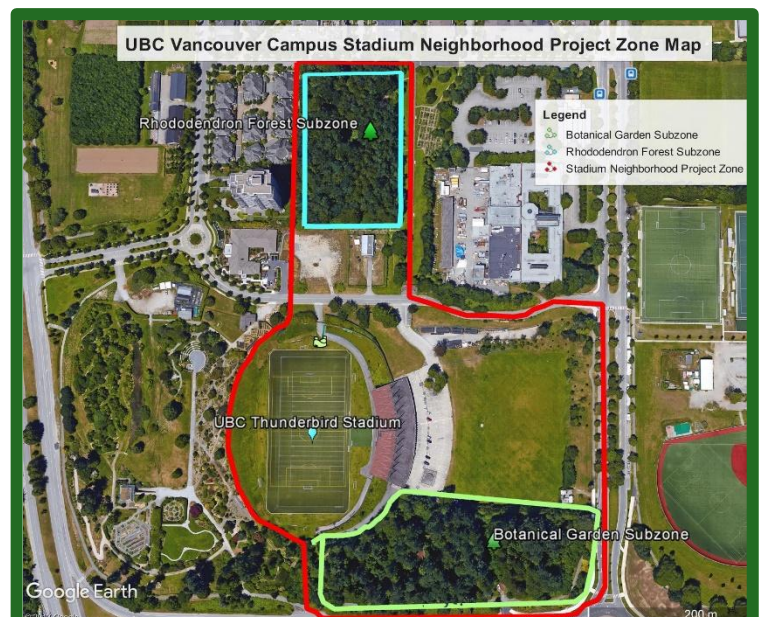 UBC Vancouver Campus Stadium Neighborhood Project Zone Map
Legend
Botanical Garden Subzone
Rhododendron Forest Subzone
Stadium Neighborhood Project Zone
Rhododendron Forest Subzone
UBC Thunderbird Stadium
Botanical Garden Subzone
Google Earth
200 m